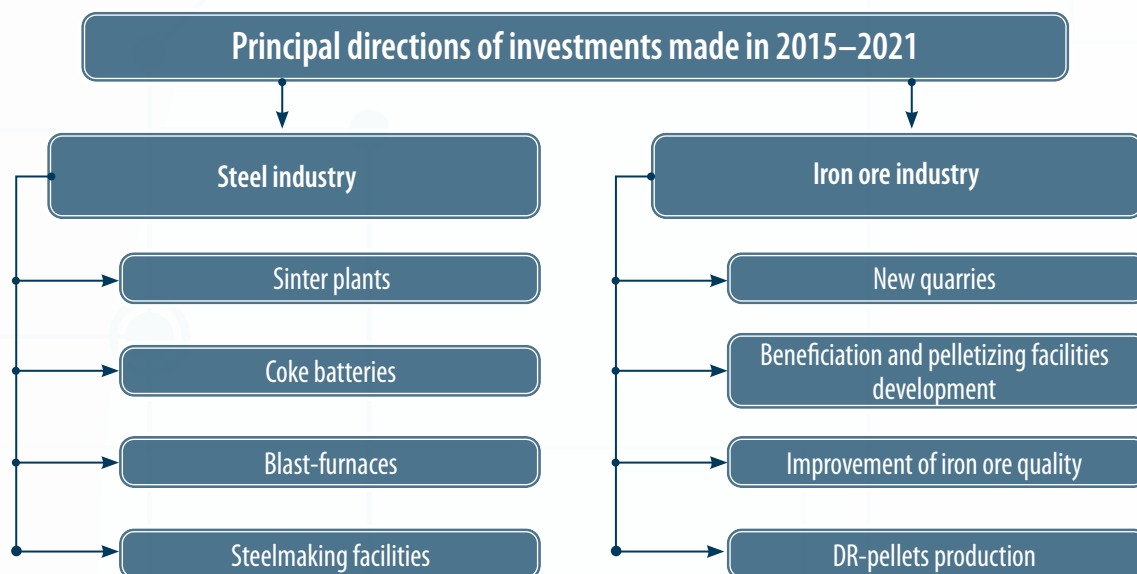 Principal directions of investments made in 2015–2021
Steel industry
Sinter plants
Coke batteries
Blast-furnaces
Steelmaking facilities
Iron ore industry
New quarries
Beneficiation and pelletizing facilities
development
Improvement of iron ore quality
DR-pellets production